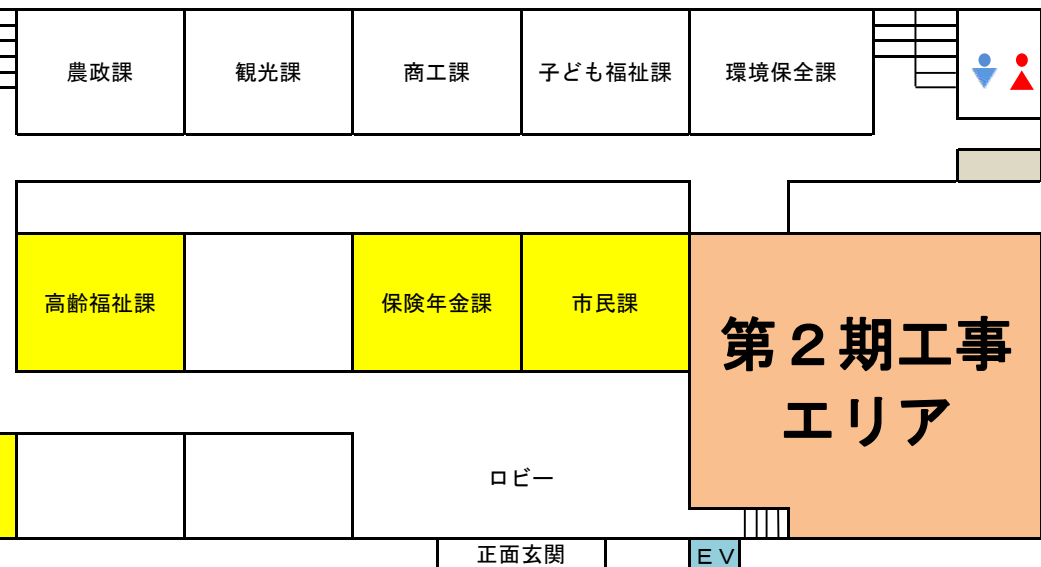 農政課
観光課
商工課
子ども福祉課
環境保全課
高齢福祉課
保険年金課
市民課
第２期工事
エリア
ロビー
正面玄関
ＥＶ